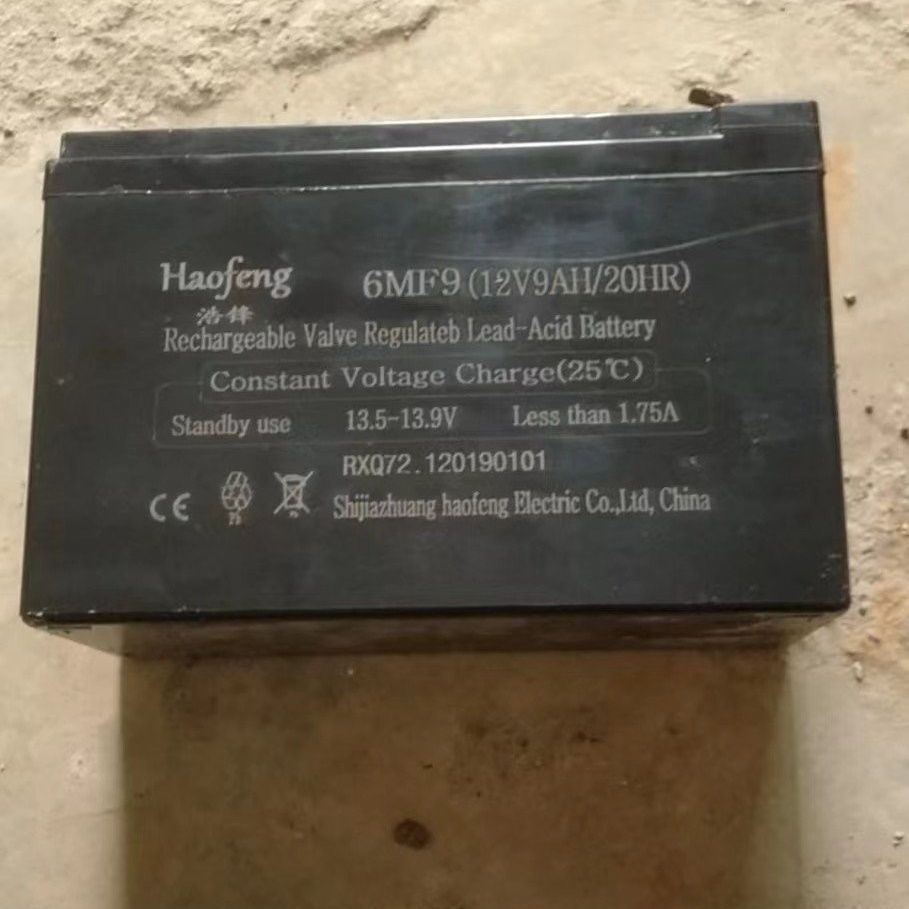 Haofeng
浩锋
6MF9 (12V9AH/20HR)
Rechargeable Valve Regulateb Lead-Acid Battery
Constant Voltage Charge(25℃)
Standby use 13.5-13.9V Less than 1.75A
RXQ72.120190101
CE
Shijiazhuang haofeng Electric Co.,Ltd, China